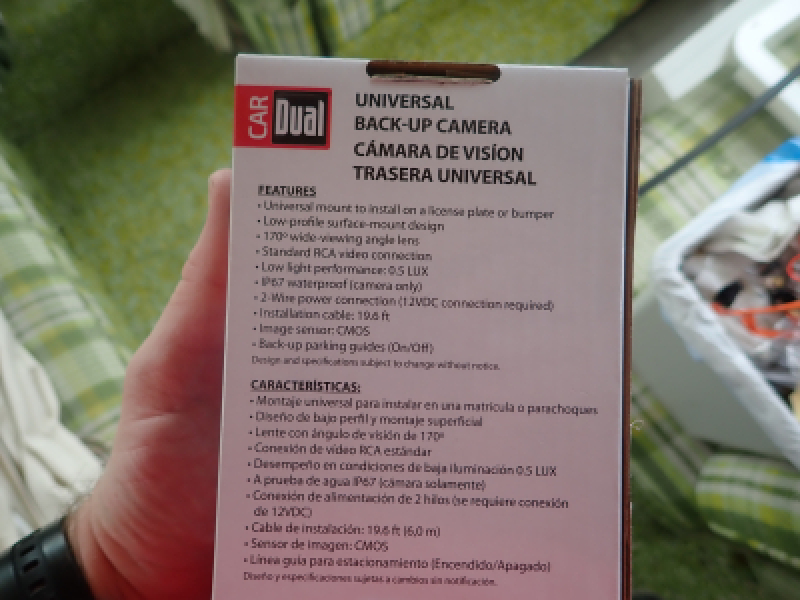 CAR
Dual
UNIVERSAL
BACK-UP CAMERA
CÁMARA DE VISÍON
TRASERA UNIVERSAL
FEATURES
• Universal mount to install on a license plate or bumper
• Low-profile surface-mount design
• 170º wide-viewing angle lens
• Standard RCA video connection
• Low light performance: 0.5 LUX
• IP67 waterproof (camera only)
• 2-Wire power connection (12VDC connection required)
• Installation cable: 19.6 ft
• Image sensor: CMOS
• Back-up parking guides (On/Off)
Design and specifications subject to change without notice.
CARACTERÍSTICAS:
• Montaje universal para instalar en una matricula o parachoques
• Diseño de bajo perfil y montaje superficial
• Lente con ángulo de visión de 170º
• Conexión de vídeo RCA estándar
• Desempeño en condiciones de baja iluminación 0.5 LUX
• A prueba de agua IP67 (cámara solamente)
• Conexión de alimentación de 2 hilos (se requiere conexión
de 12VDC)
• Cable de instalación: 19.6 ft (6,0 m)
• Sensor de imagen: CMOS
• Línea guía para estacionamiento (Encendido/Apagado)
Diseño y especificaciones sujetas a cambios sin notificación.